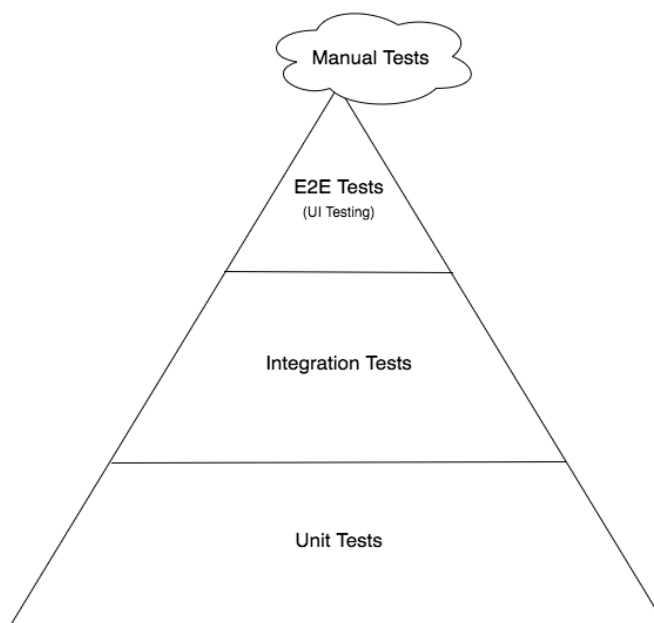 Manual Tests
E2E Tests
(UI Testing)
Integration Tests
Unit Tests